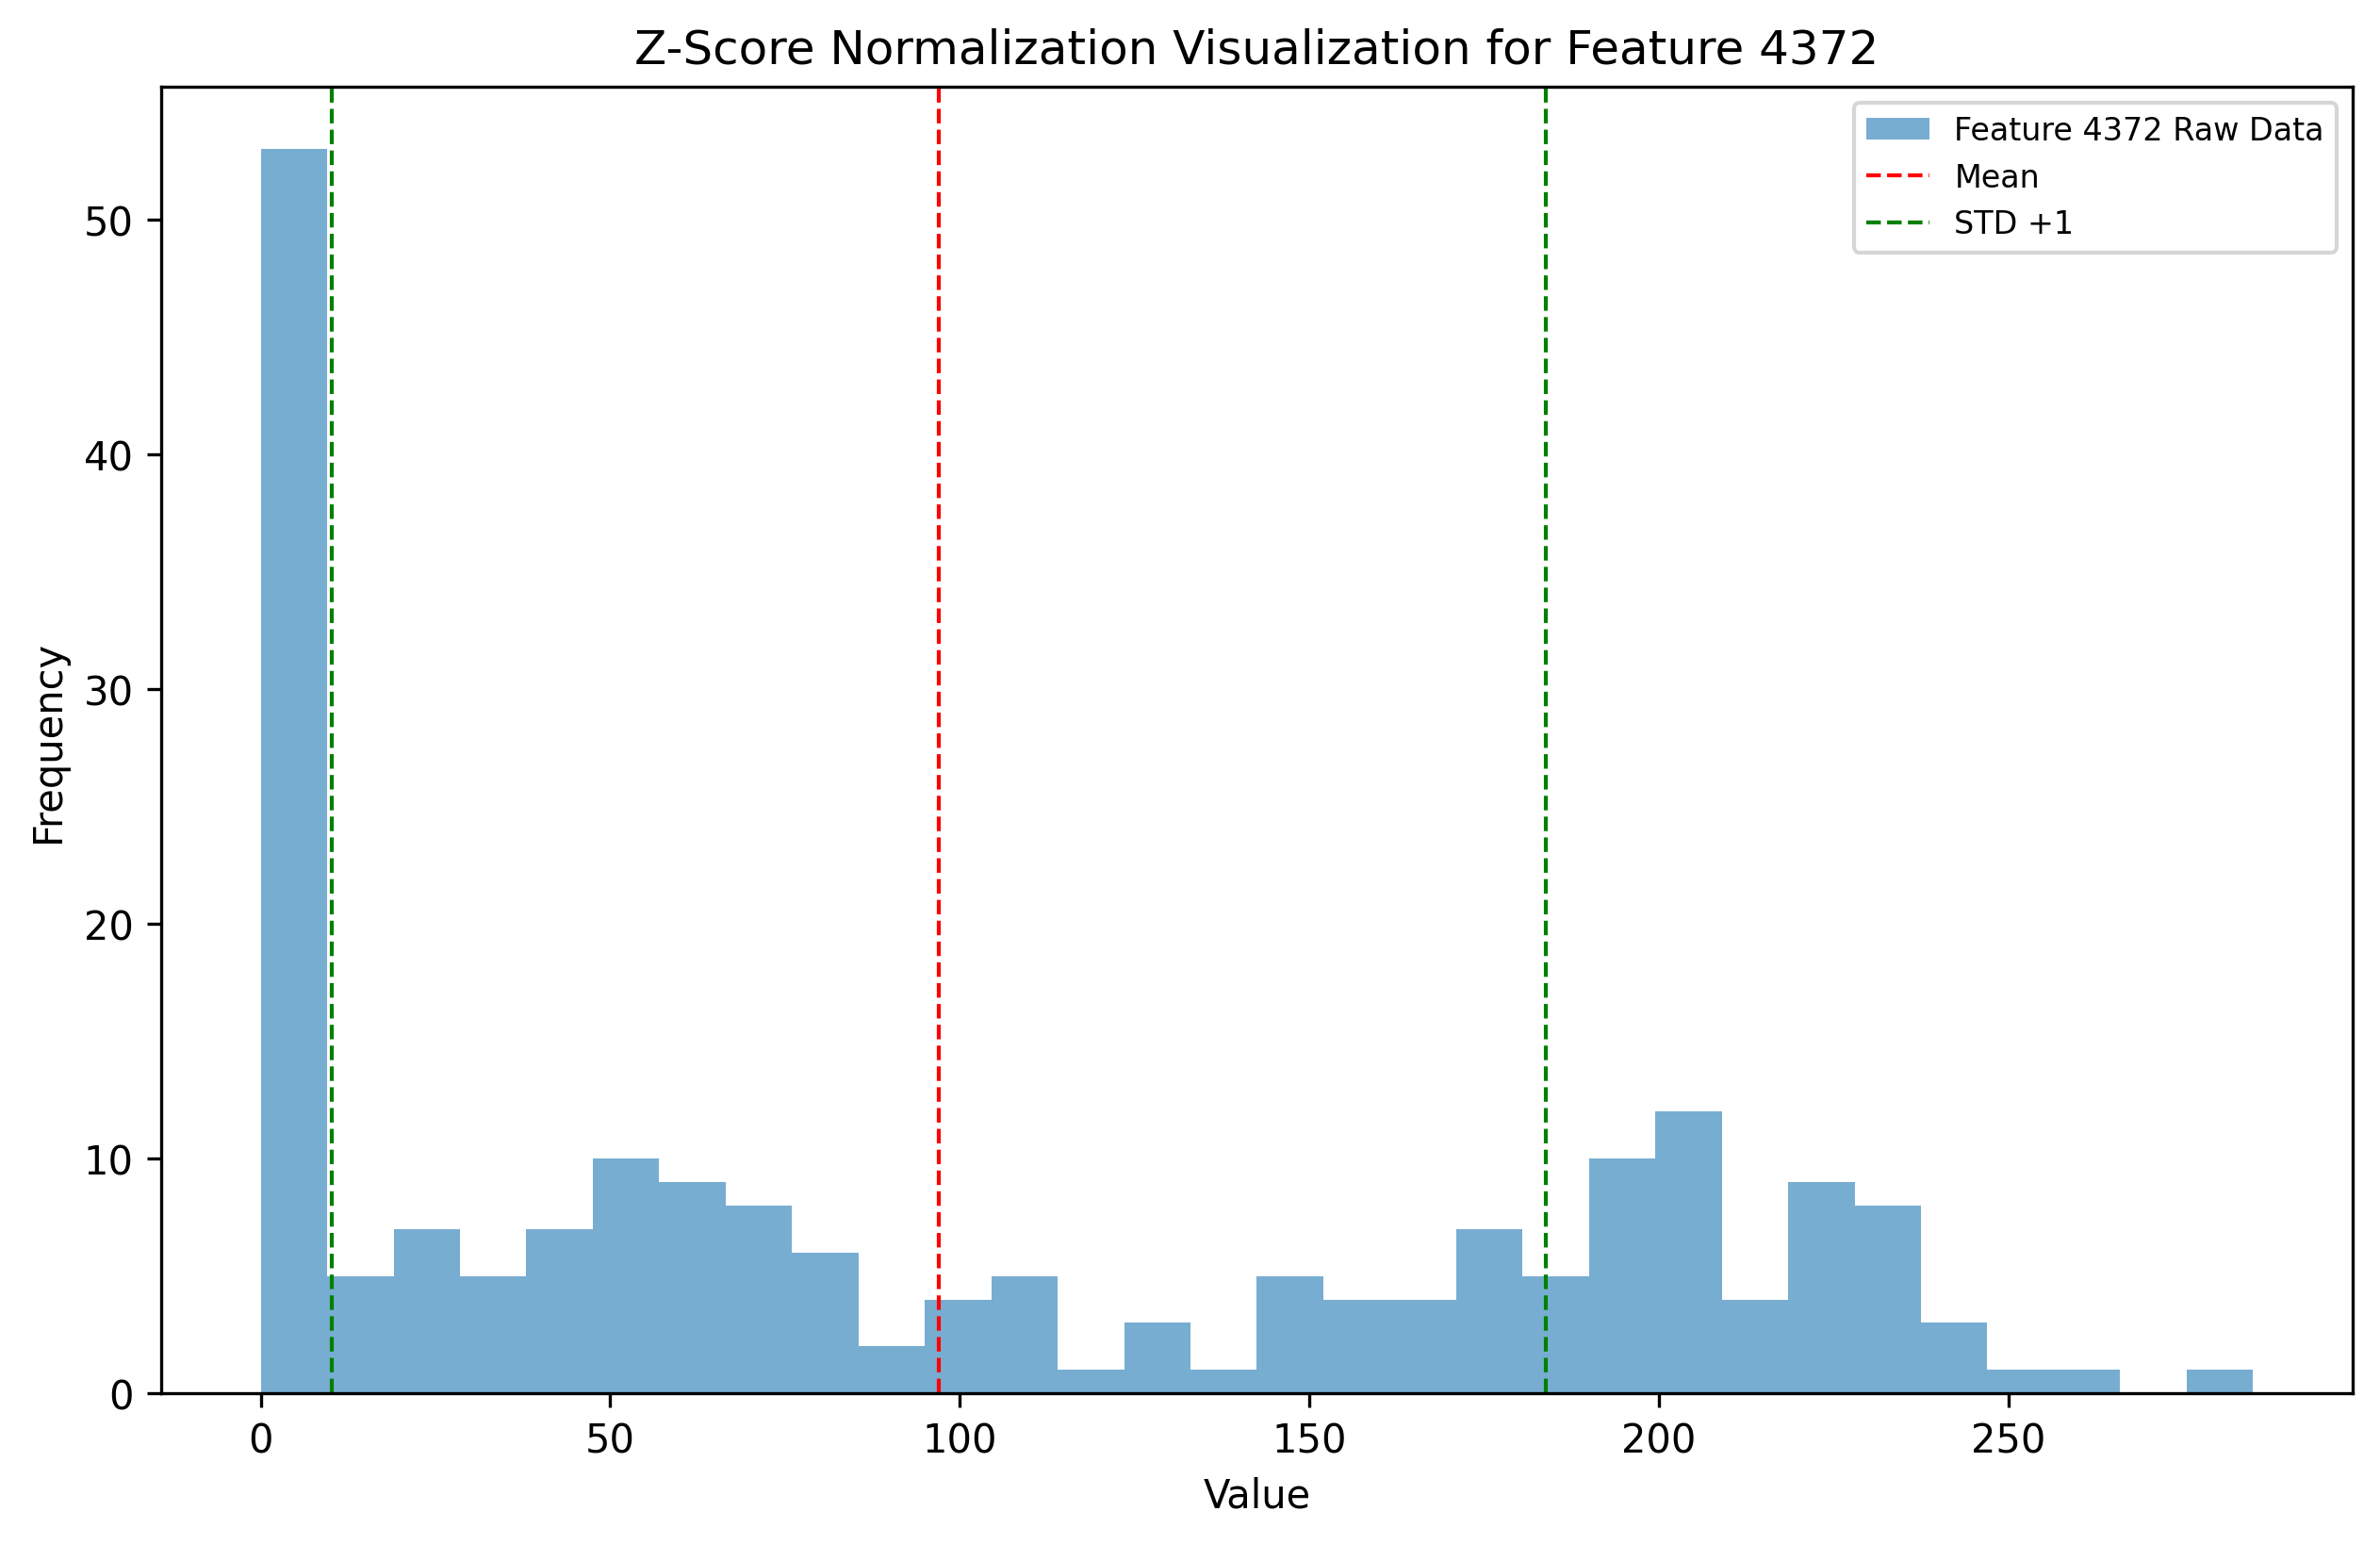 Z-Score Normalization Visualization for Feature 4372
Feature 4372 Raw Data
Mean
STD +1
50
40
30
20
10
0
Frequency
0 50 100 150 200 250
Value